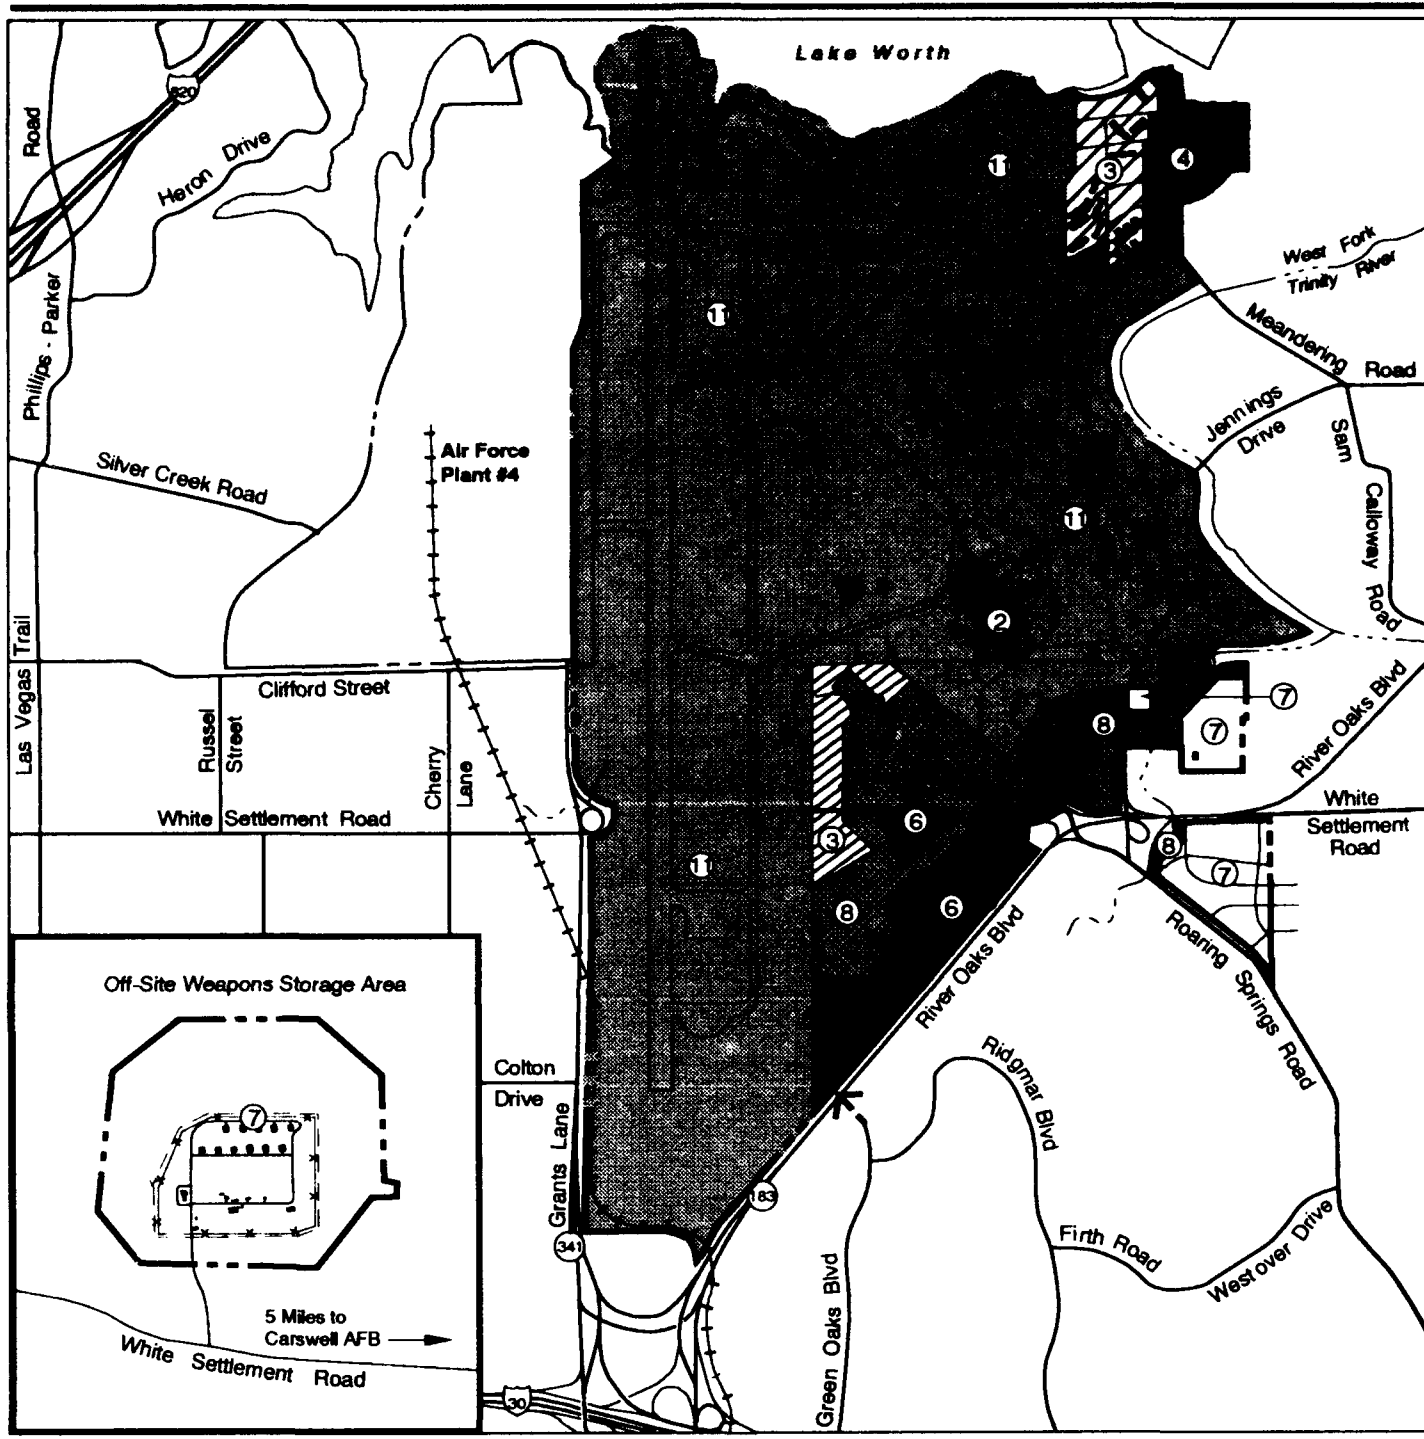 Lake Worth
820
Road
Heron Drive
3
4
11
West Fork
Trinity River
11
Phillips - Parker
Meandering
Road
Jennings
Drive
Sam
Calloway Road
Air Force
Plant #4
Silver Creek Road
11
2
Las Vegas Trail
Clifford Street
7
8
7
River Oaks Blvd
Russel
Street
Cherry
Lane
White Settlement Road
White
Settlement
Road
6
3
8
7
11
8
6
River Oaks Blvd
Roaring Springs Road
Off-Site Weapons Storage Area
Colton
Drive
Ridgmar Blvd
7
Grants Lane
183
341
Firth Road
Westover Drive
Green Oaks Blvd
5 Miles to
Carswell AFB
White Settlement Road
30